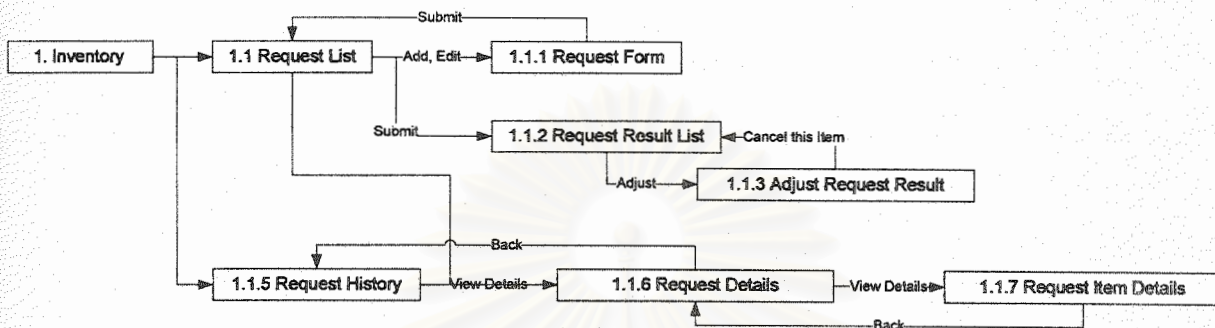 Submit
1. Inventory
1.1 Request List
Add, Edit
1.1.1 Request Form
Submit
1.1.2 Request Result List
Cancel this Item
Adjust
1.1.3 Adjust Request Result
Back
1.1.5 Request History
View Details
1.1.6 Request Details
View Details
1.1.7 Request Item Details
Back